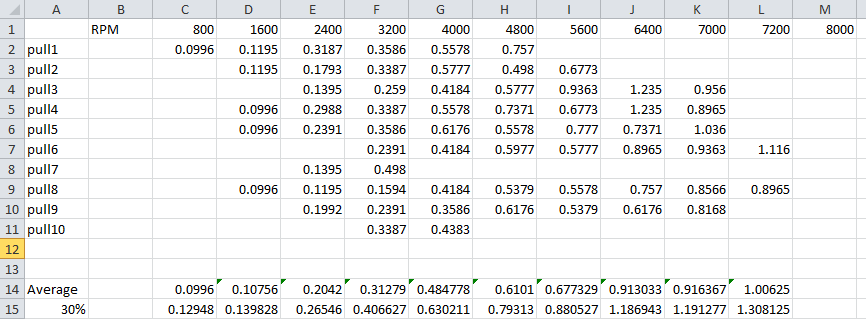 A B C D E F G H I J K L M
1 RPM 800 1600 2400 3200 4000 4800 5600 6400 7000 7200 8000
2 pull1 0.0996 0.1195 0.3187 0.3586 0.5578 0.757
3 pull2 0.1195 0.1793 0.3387 0.5777 0.498 0.6773
4 pull3 0.1395 0.259 0.4184 0.5777 0.9363 1.235 0.956
5 pull4 0.0996 0.2988 0.3387 0.5578 0.7371 0.6773 1.235 0.8965
6 pull5 0.0996 0.2391 0.3586 0.6176 0.5578 0.777 0.7371 1.036
7 pull6 0.2391 0.4184 0.5977 0.5777 0.8965 0.9363 1.116
8 pull7 0.1395 0.498
9 pull8 0.0996 0.1195 0.1594 0.4184 0.5379 0.5578 0.757 0.8566 0.8965
10 pull9 0.1992 0.2391 0.3586 0.6176 0.5379 0.6176 0.8168
11 pull10 0.3387 0.4383
12
13
14 Average 0.0996 0.10756 0.2042 0.31279 0.484778 0.6101 0.677329 0.913033 0.916367 1.00625
15 30% 0.12948 0.139828 0.26546 0.406627 0.630211 0.79313 0.880527 1.186943 1.191277 1.308125